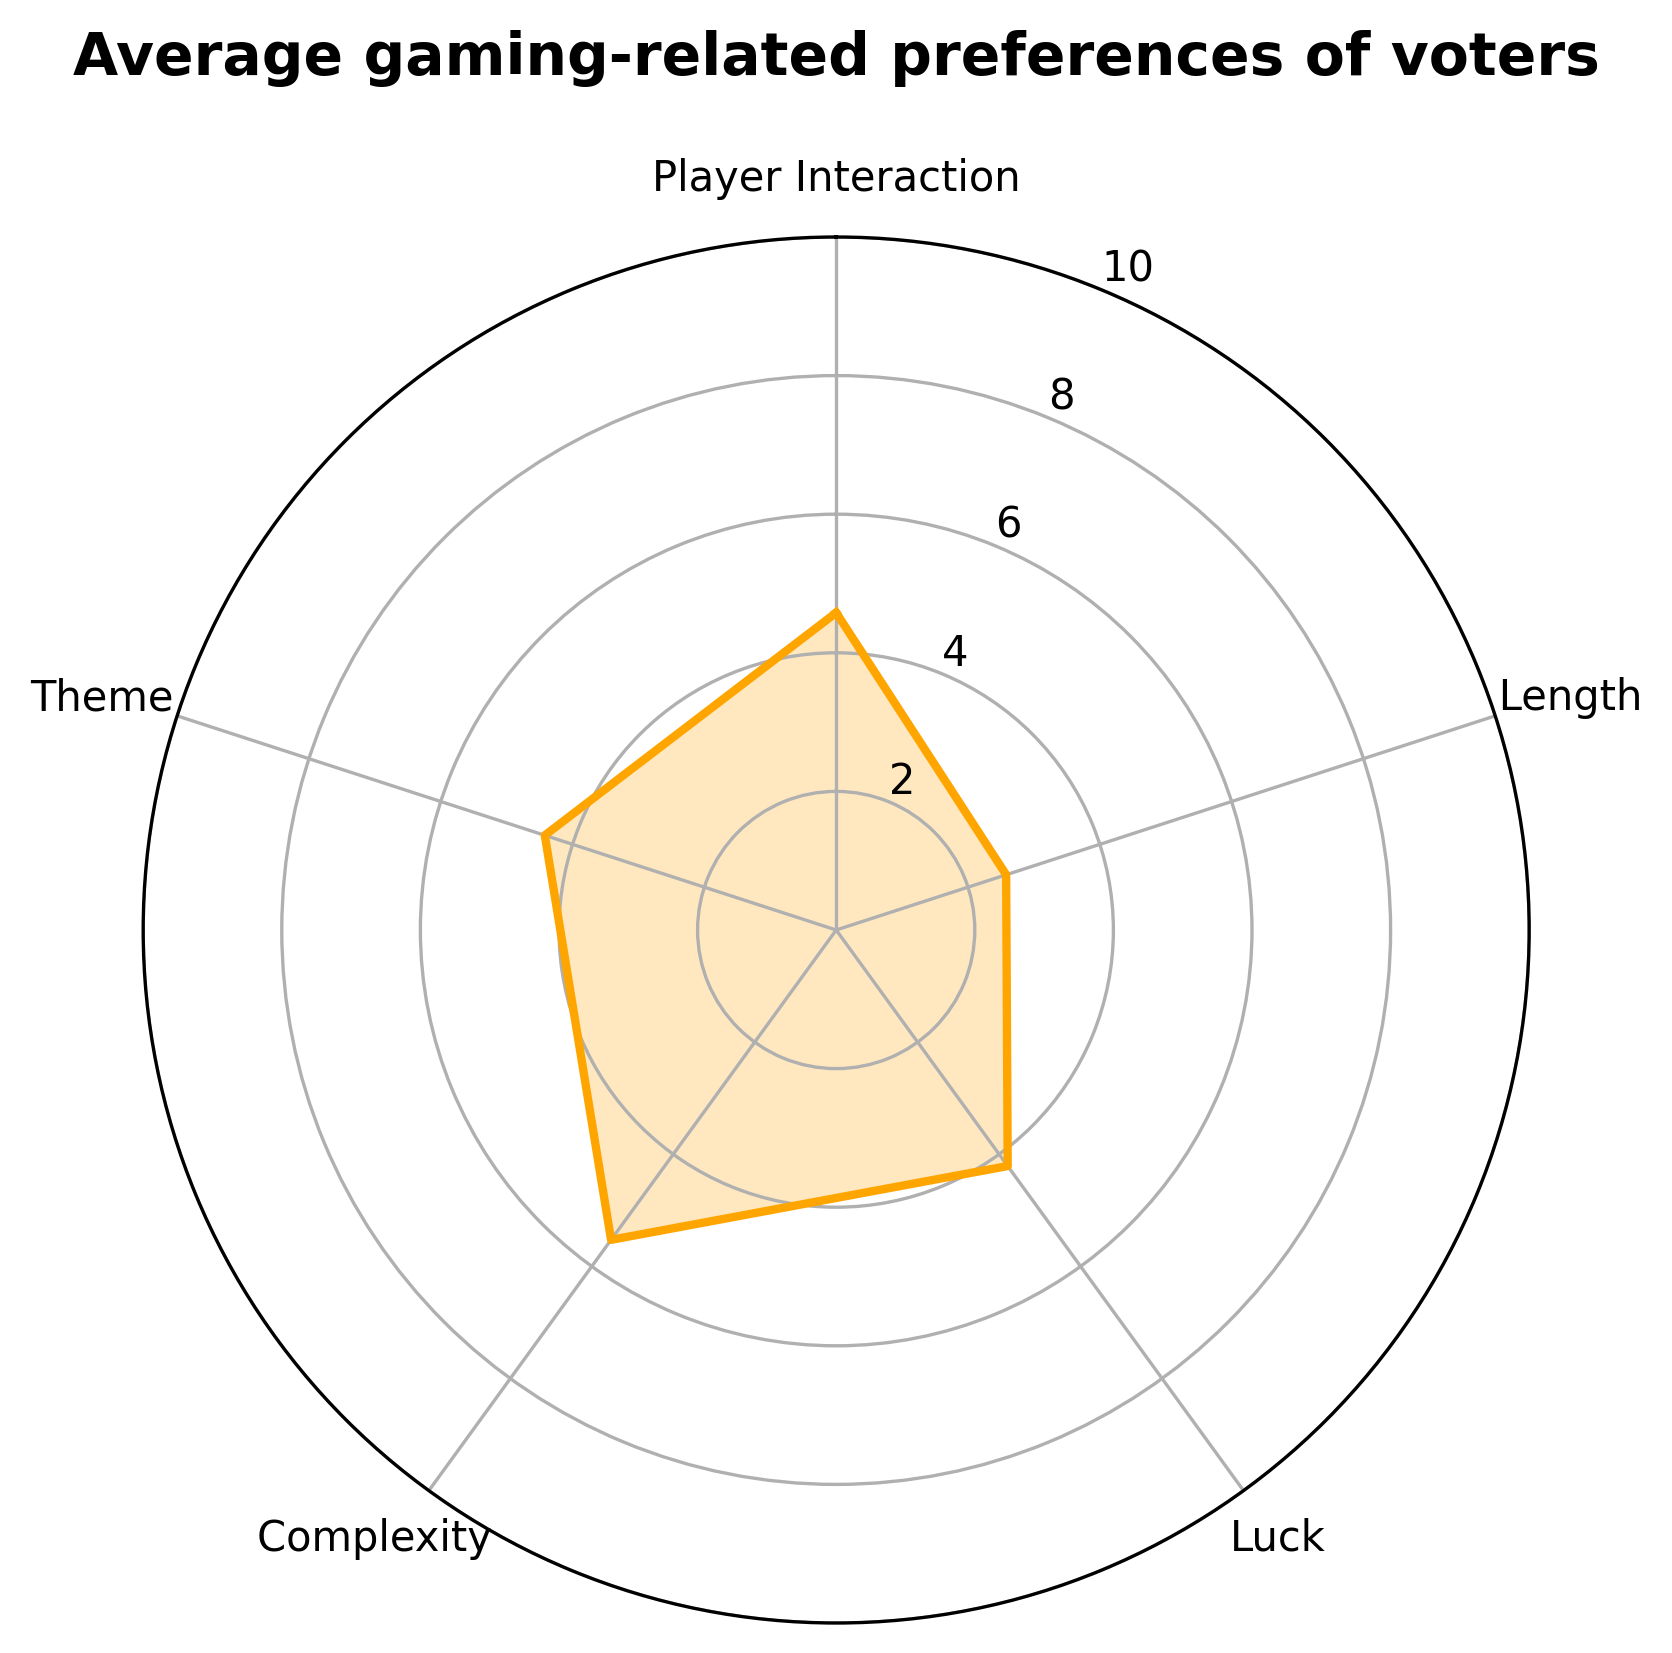 Average gaming-related preferences of voters
Player Interaction
10
8
6
4
2
Length
Theme
Complexity
Luck